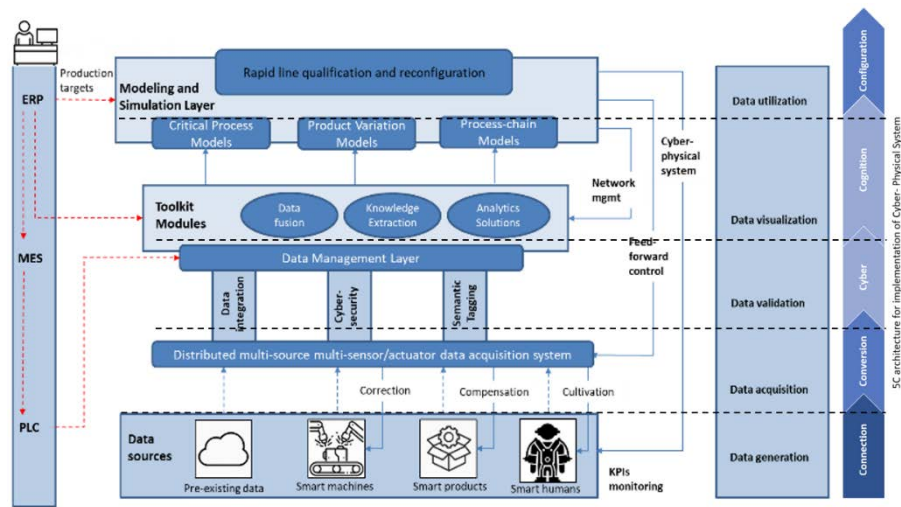 Production
targets
ERP
MES
PLC
Rapid line qualification and reconfiguration
Modeling and
Simulation Layer
Critical Process
Models
Product Variation
Models
Process-chain
Models
Cyber-
physical
system
Network
mgmt
Toolkit
Modules
Data
fusion
Knowledge
Extraction
Analytics
Solutions
Feed-
forward
control
Data Management Layer
Data
integration
Cyber-
security
Semantic
Tagging
Distributed multi-source multi-sensor/actuator data acquisition system
Correction
Compensation
Cultivation
Data
sources
Pre-existing data
Smart machines
Smart products
Smart humans
KPIs
monitoring
Data utilization
Data visualization
Data validation
Data acquisition
Data generation
Configuration
Cognition
Cyber
Conversion
Connection
5C architecture for implementation of Cyber- Physical System